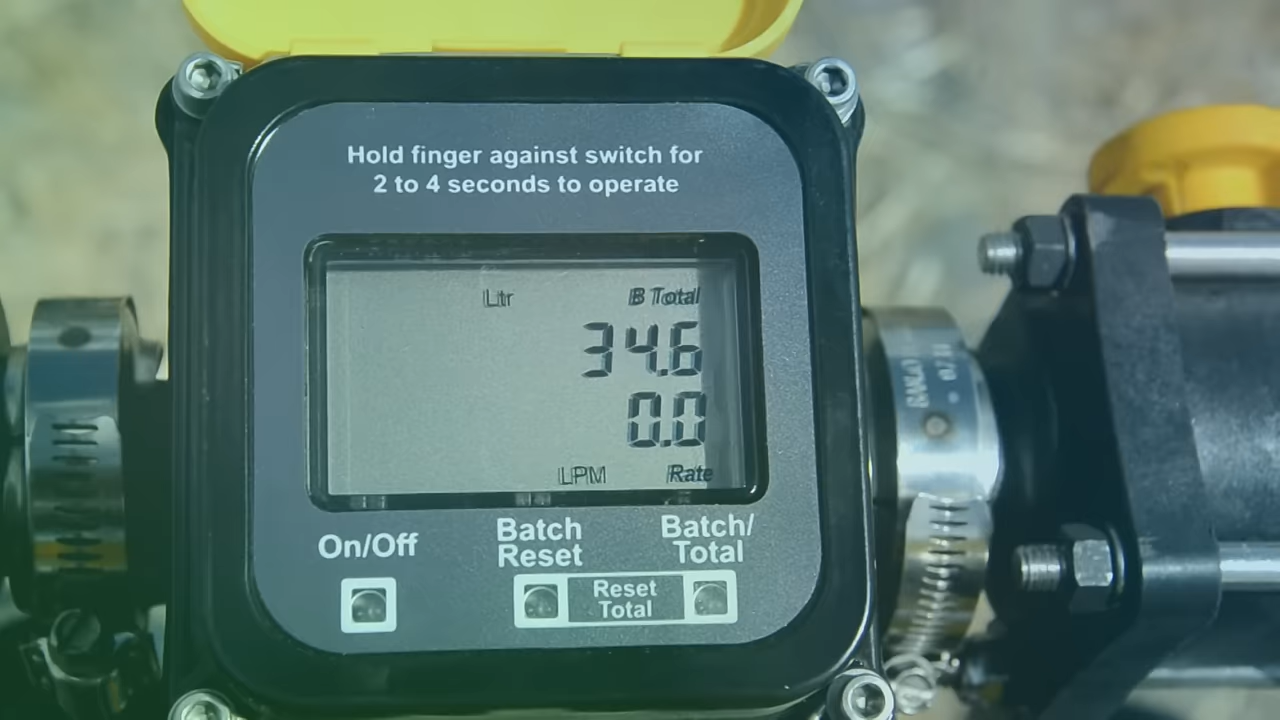 Hold finger against switch for
2 to 4 seconds to operate
Ltr B Total
34.6
0.0
LPM Rate
On/Off
Batch
Reset
Batch/
Total
Reset
Total